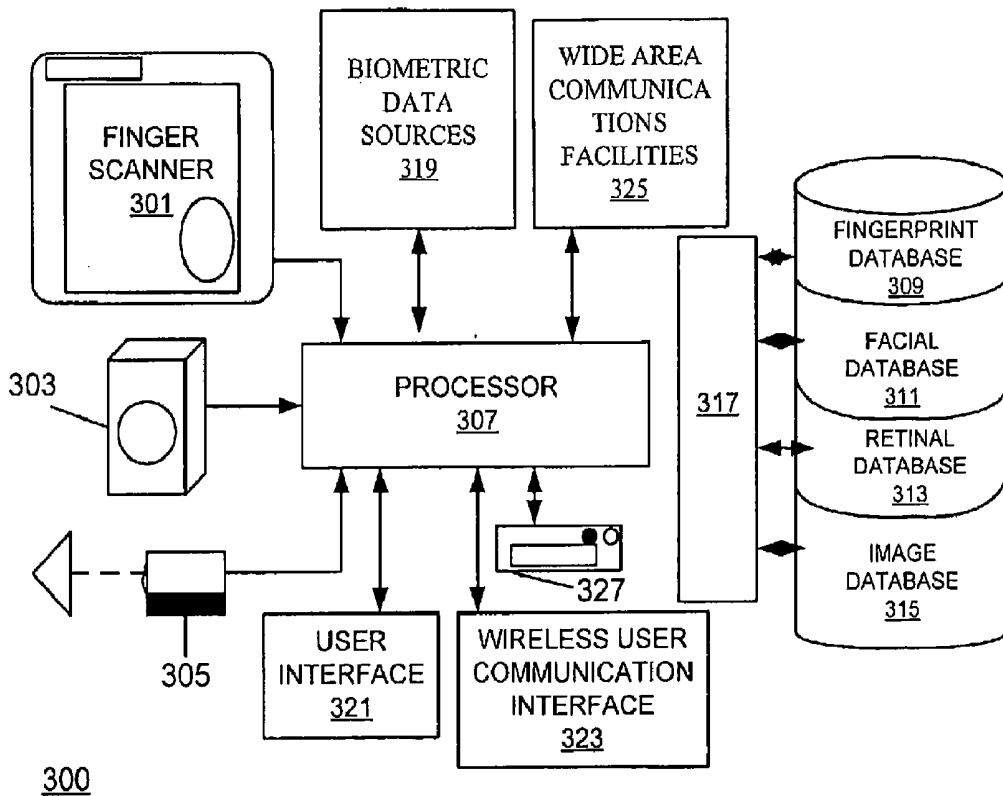 FINGER
SCANNER
301
BIOMETRIC
DATA
SOURCES
319
WIDE AREA
COMMUNICA
TIONS
FACILITIES
325
FINGERPRINT
DATABASE
309
FACIAL
DATABASE
311
RETINAL
DATABASE
313
IMAGE
DATABASE
315
317
303
PROCESSOR
307
327
305
USER
INTERFACE
321
WIRELESS USER
COMMUNICATION
INTERFACE
323
300